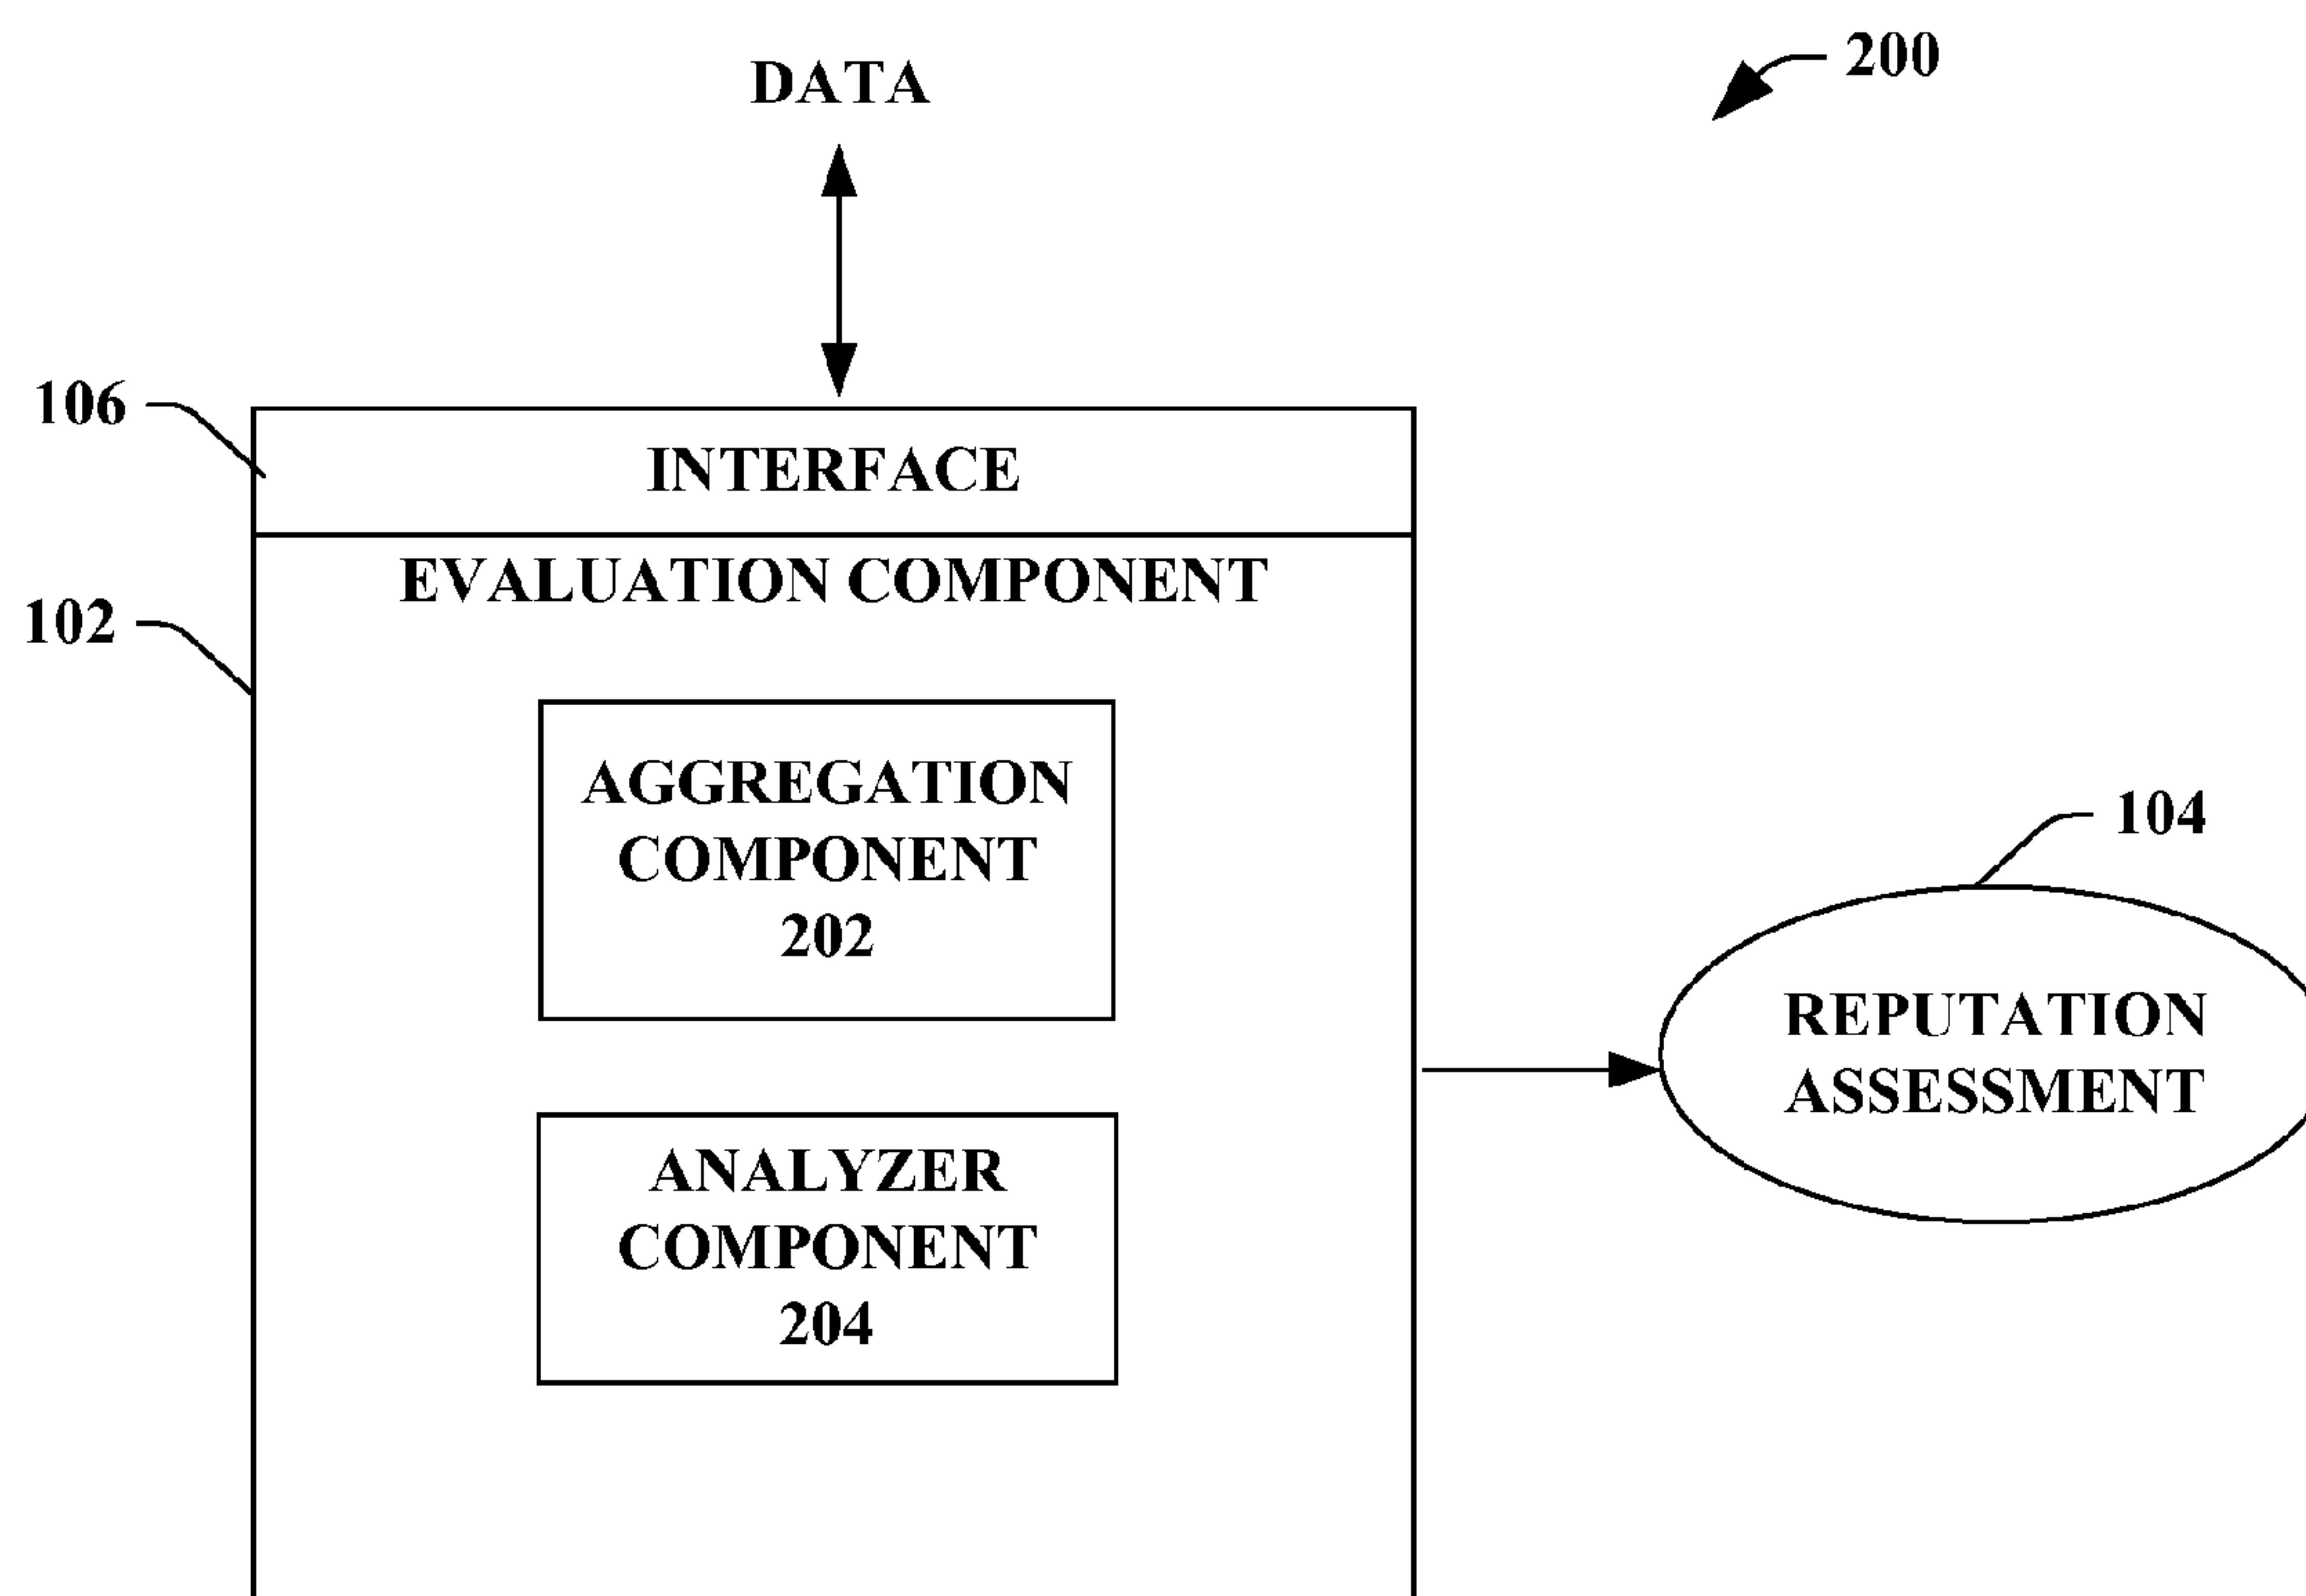 200
DATA
106
INTERFACE
EVALUATION COMPONENT
102
AGGREGATION
COMPONENT
202
104
REPUTATION
ASSESSMENT
ANALYZER
COMPONENT
204